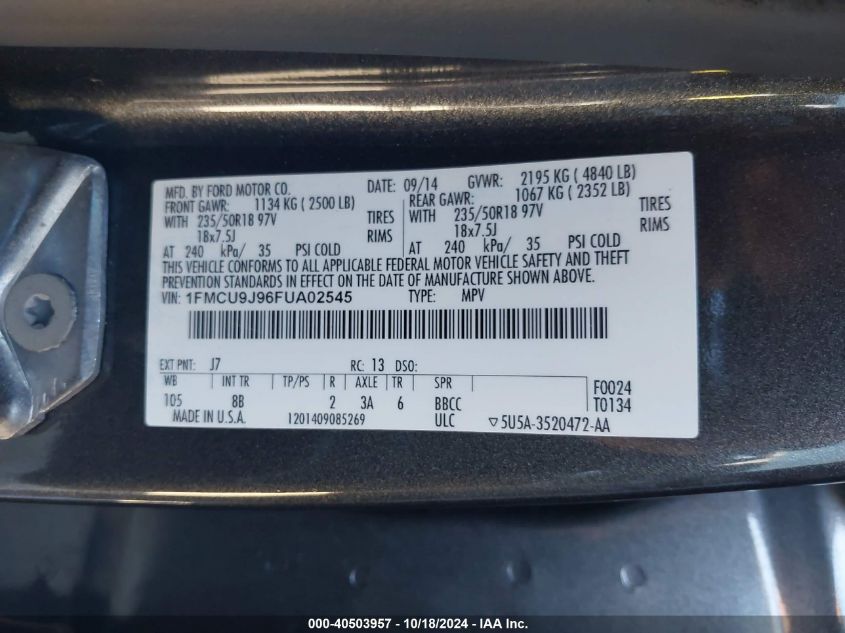 MFD. BY FORD MOTOR CO. DATE: 09/14 GVWR: 2195 KG ( 4840 LB)
FRONT GAWR: 1134 KG ( 2500 LB) REAR GAWR: 1067 KG ( 2352 LB)
WITH 235/50R18 97V TIRES WITH 235/50R18 97V TIRES
18x7.5J RIMS 18x7.5J RIMS
AT 240 kPa/ 35 PSI COLD AT 240 kPa/ 35 PSI COLD
THIS VEHICLE CONFORMS TO ALL APPLICABLE FEDERAL MOTOR VEHICLE SAFETY AND THEFT
PREVENTION STANDARDS IN EFFECT ON THE DATE OF MANUFACTURE SHOWN ABOVE.
VIN: 1FMCU9J96FUA02545 TYPE: MPV
EXT PNT: J7 RC: 13 DSO:
WB INT TR TP/PS R AXLE TR SPR F0024
105 8B 2 3A 6 BBCC T0134
MADE IN U.S.A. 1201409085269 ULC ▽5U5A-3520472-AA
000-40503957 - 10/18/2024 - IAA Inc.